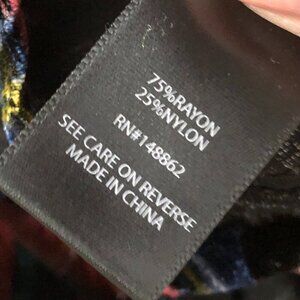 75%RAYON
25%NYLON
RN#148862
SEE CARE ON REVERSE
MADE IN CHINA